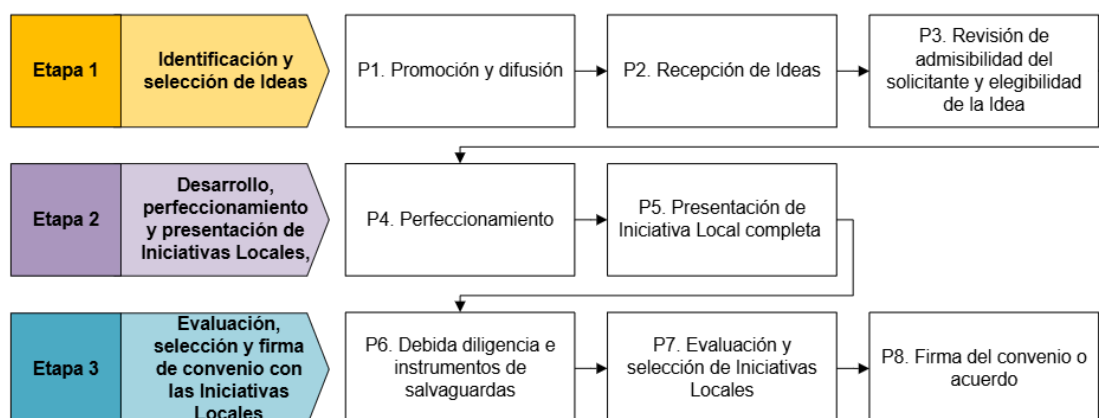 Etapa 1
Identificación y
selección de Ideas
P1. Promoción y difusión
P2. Recepción de Ideas
P3. Revisión de
admisibilidad del
solicitante y elegibilidad
de la Idea
Etapa 2
Desarrollo,
perfeccionamiento
y presentación de
Iniciativas Locales,
P4. Perfeccionamiento
P5. Presentación de
Iniciativa Local completa
Etapa 3
Evaluación,
selección y firma
de convenio con
las Iniciativas
Locales
P6. Debida diligencia e
instrumentos de
salvaguardas
P7. Evaluación y
selección de Iniciativas
Locales
P8. Firma del convenio o
acuerdo